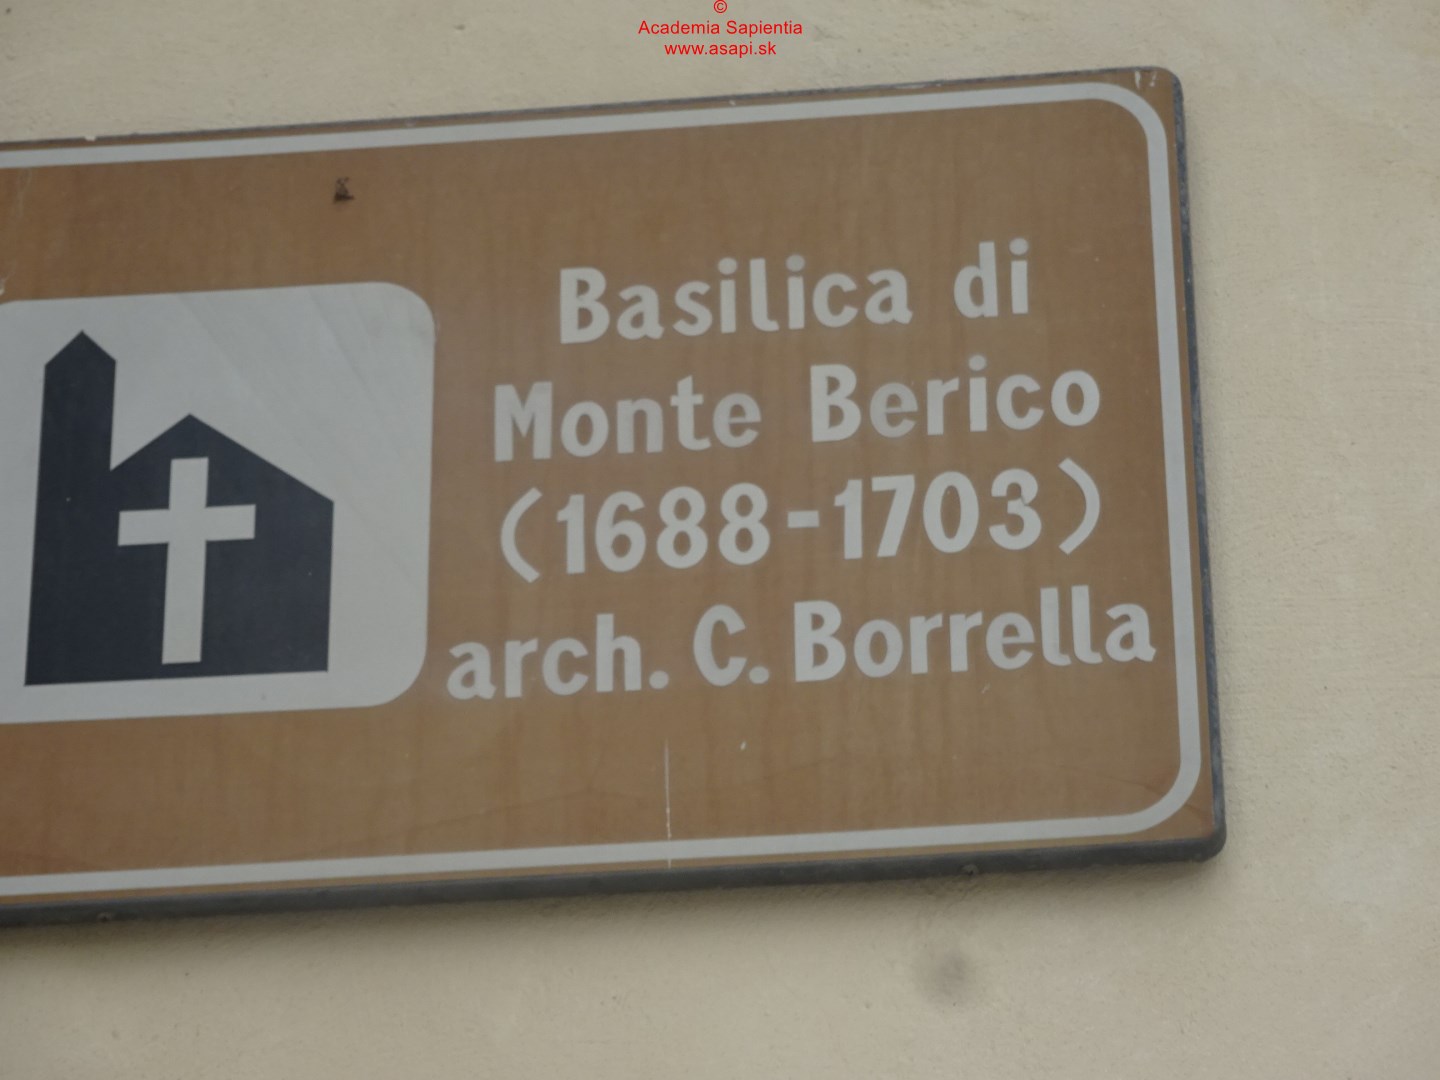 ©
Academia Sapientia
www.asapi.sk
Basilica di
Monte Berico
(1688-1703)
arch. C. Borrella